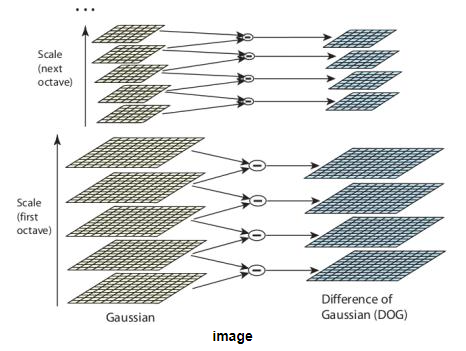 ...
Scale
(next
octave)
Scale
(first
octave)
Gaussian
Difference of
Gaussian (DOG)
image